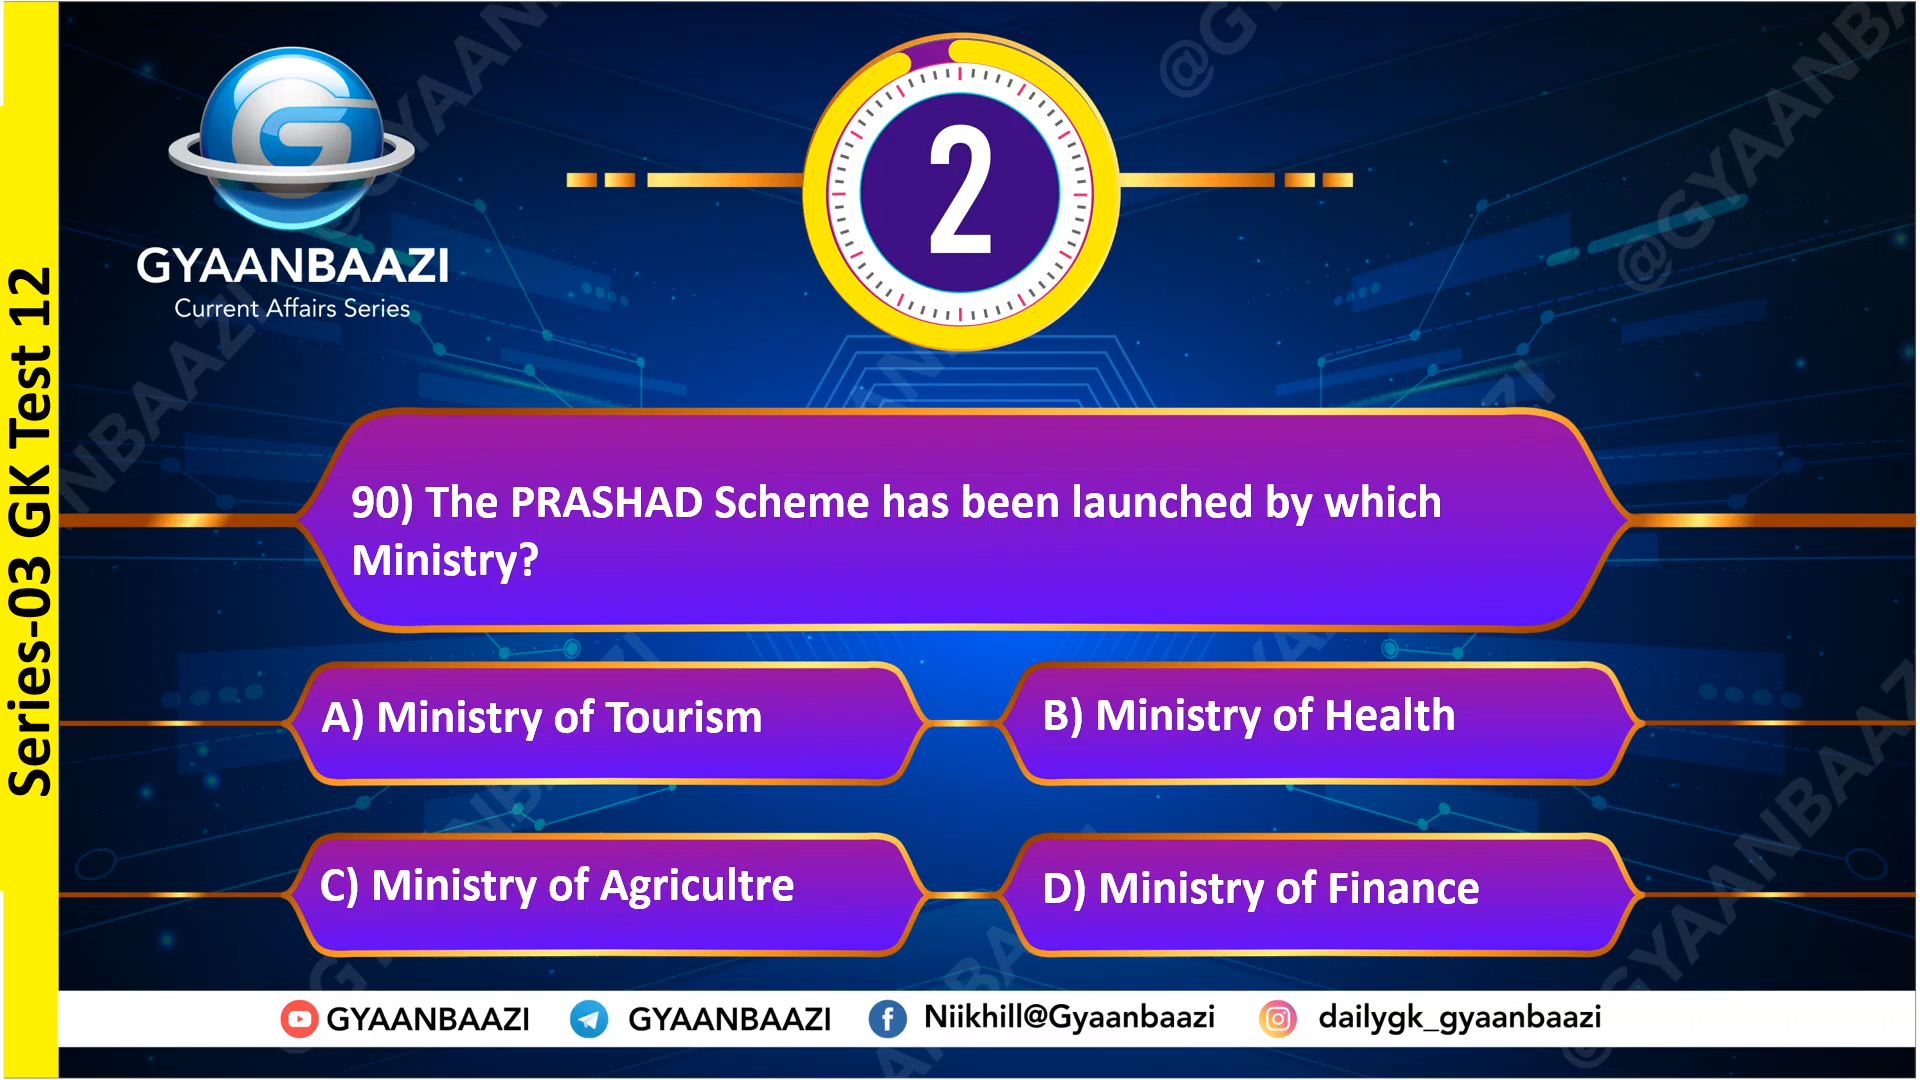 Series-03 GK Test 12
GYAANBAAZI
Current Affairs Series
2
90) The PRASHAD Scheme has been launched by which
Ministry?
A) Ministry of Tourism
B) Ministry of Health
C) Ministry of Agricultre
D) Ministry of Finance
GYAANBAAZI
GYAANBAAZI
Niikhill@Gyaanbaazi
dailygk_gyaanbaazi
@GYAANBAAZI